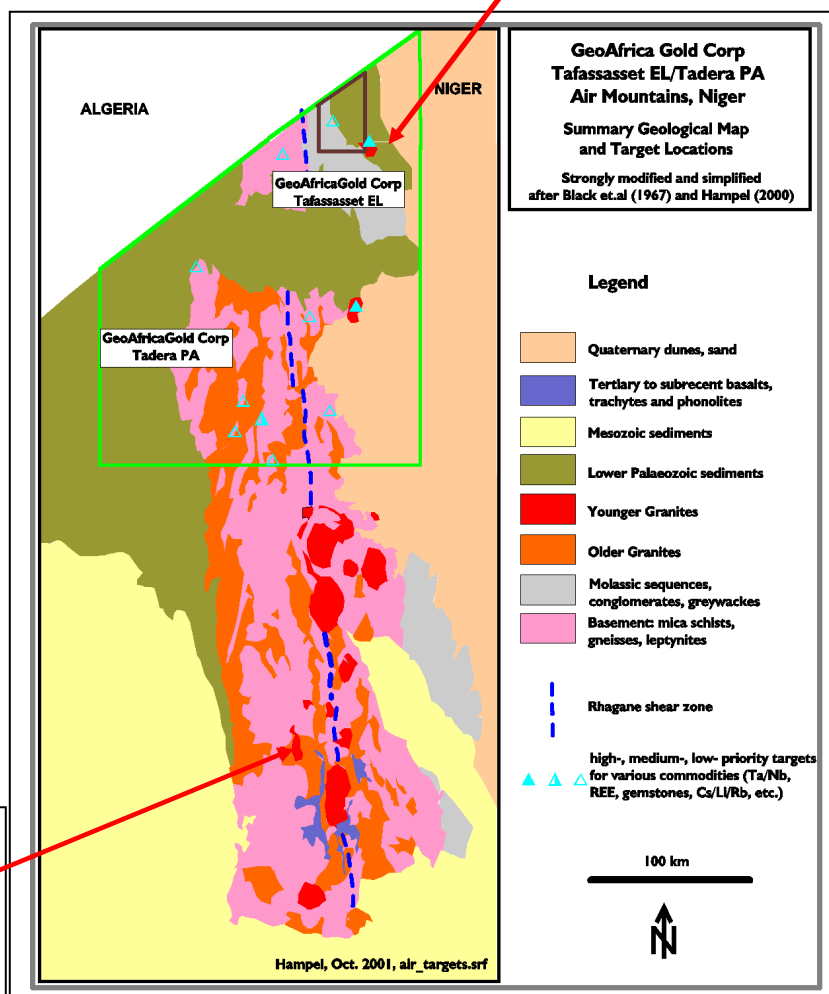 GeoAfrica Gold Corp
Tafassasset EL/Tadera PA
Air Mountains, Niger
Summary Geological Map
and Target Locations
Strongly modified and simplified
after Black et.al (1967) and Hampel (2000)
ALGERIA
NIGER
GeoAfricaGold Corp
Tafassasset EL
GeoAfricaGold Corp
Tadera PA
Legend
Quaternary dunes, sand
Tertiary to subrecent basalts,
trachytes and phonolites
Mesozoic sediments
Lower Palaeozoic sediments
Younger Granites
Older Granites
Molassic sequences,
conglomerates, greywackes
Basement: mica schists,
gneisses, leptynites
Rhagane shear zone
high-, medium-, low- priority targets
for various commodities (Ta/Nb,
REE, gemstones, Cs/LI/Rb, etc.)
100 km
N
Hampel, Oct. 2001, air_targets.srf